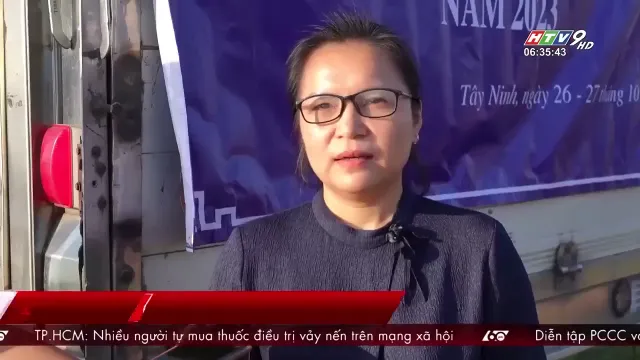 NĂM 2023
HTV9 HD
06:35:43
Tây Ninh, ngày 26 - 27 tháng 10
TP.HCM: Nhiều người tự mua thuốc điều trị vảy nến trên mạng xã hội
60
Diễn tập PCCC và